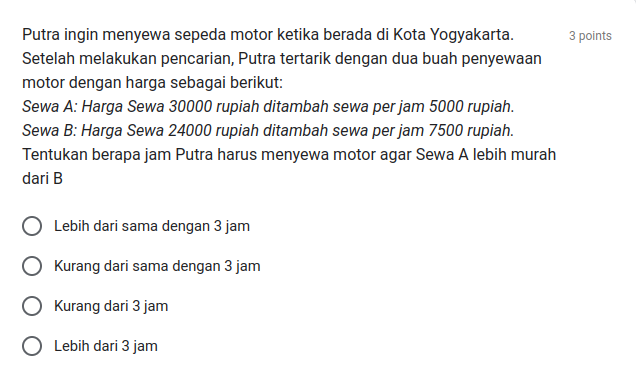 Putra ingin menyewa sepeda motor ketika berada di Kota Yogyakarta.
3 points
Setelah melakukan pencarian, Putra tertarik dengan dua buah penyewaan
motor dengan harga sebagai berikut:
Sewa A: Harga Sewa 30000 rupiah ditambah sewa per jam 5000 rupiah.
Sewa B: Harga Sewa 24000 rupiah ditambah sewa per jam 7500 rupiah.
Tentukan berapa jam Putra harus menyewa motor agar Sewa A lebih murah
dari B
Lebih dari sama dengan 3 jam
Kurang dari sama dengan 3 jam
Kurang dari 3 jam
Lebih dari 3 jam